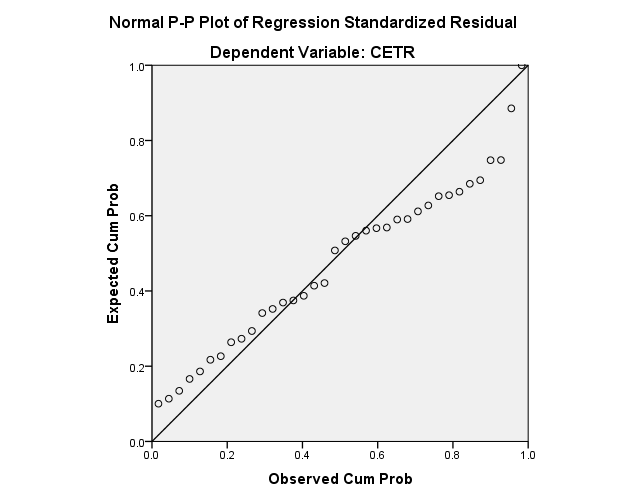 Normal P-P Plot of Regression Standardized Residual
Dependent Variable: CETR
1.0
0.8
0.6
0.4
0.2
0.0
Expected Cum Prob
0.0 0.2 0.4 0.6 0.8 1.0
Observed Cum Prob